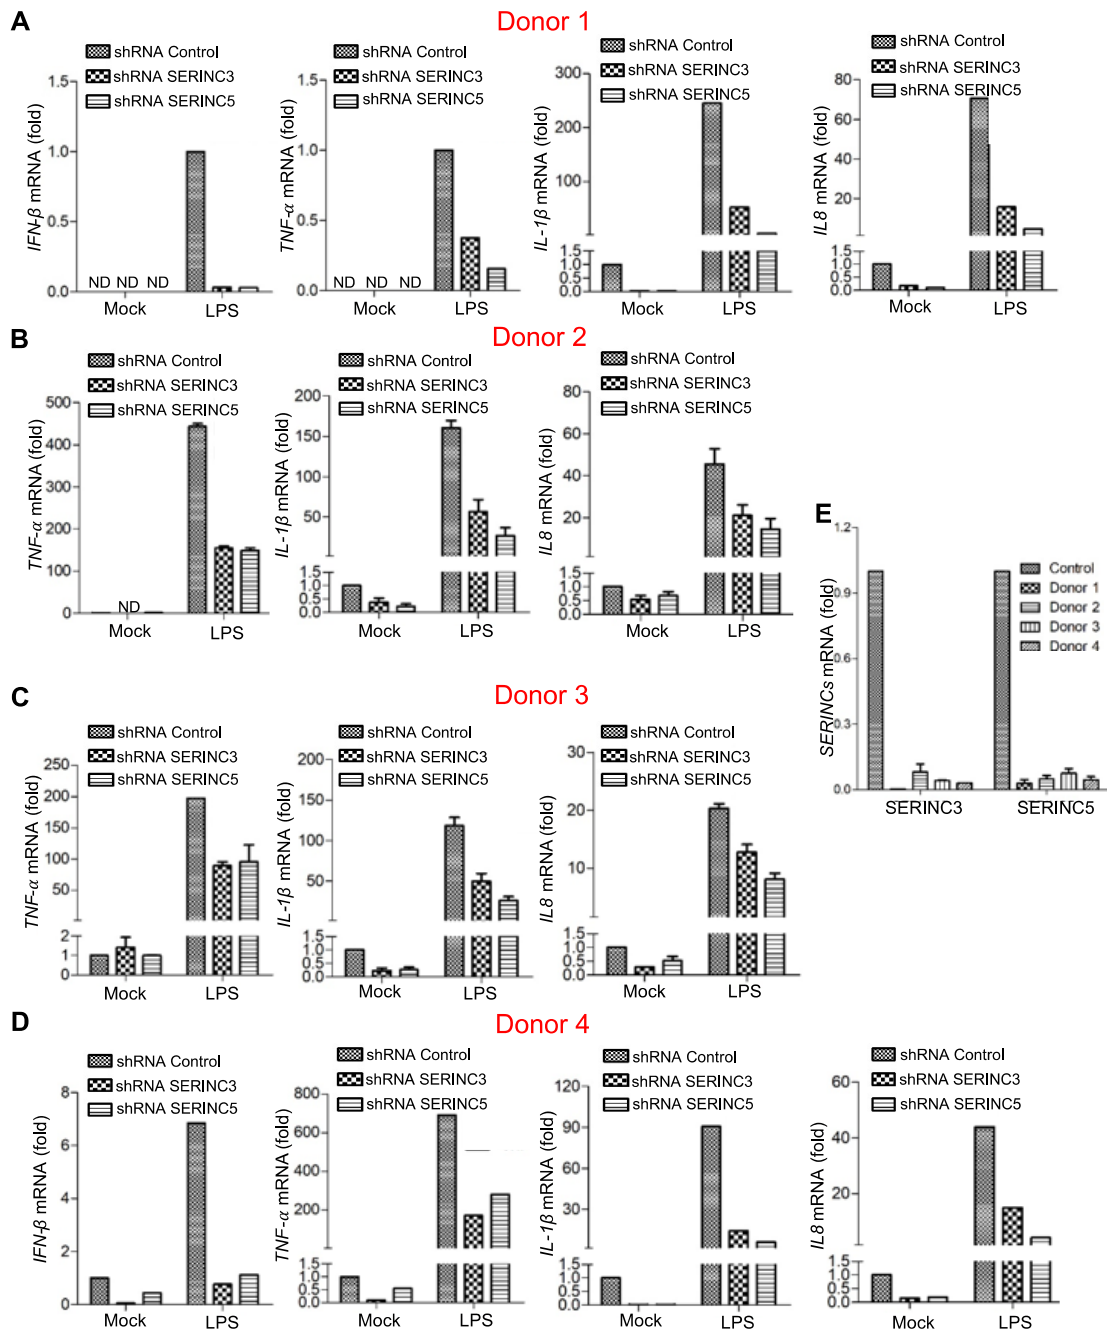 A
Donor 1
shRNA Control
shRNA SERINC3
shRNA SERINC5
IFN-β mRNA (fold)
1.5
1.0
0.5
0.0
ND ND ND
Mock
LPS
shRNA Control
shRNA SERINC3
shRNA SERINC5
TNF-α mRNA (fold)
1.5
1.0
0.5
0.0
ND ND ND
Mock
LPS
shRNA Control
shRNA SERINC3
shRNA SERINC5
IL-1β mRNA (fold)
300
200
100
1.5
1.0
0.5
0.0
Mock
LPS
shRNA Control
shRNA SERINC3
shRNA SERINC5
IL8 mRNA (fold)
80
60
40
20
1.5
1.0
0.5
0.0
Mock
LPS
B
Donor 2
shRNA Control
shRNA SERINC3
shRNA SERINC5
TNF-α mRNA (fold)
500
400
300
200
100
0
ND
Mock
LPS
shRNA Control
shRNA SERINC3
shRNA SERINC5
IL-1β mRNA (fold)
200
150
100
50
1.5
1.0
0.5
0.0
Mock
LPS
shRNA Control
shRNA SERINC3
shRNA SERINC5
IL8 mRNA (fold)
80
60
40
20
1.5
1.0
0.5
0.0
Mock
LPS
E
SERINCs mRNA (fold)
1.2
0.9
0.6
0.3
0.0
Control
Donor 1
Donor 2
Donor 3
Donor 4
SERINC3
SERINC5
C
Donor 3
shRNA Control
shRNA SERINC3
shRNA SERINC5
TNF-α mRNA (fold)
250
200
150
100
50
2
1
0
Mock
LPS
shRNA Control
shRNA SERINC3
shRNA SERINC5
IL-1β mRNA (fold)
200
150
100
50
1.5
1.0
0.5
0.0
Mock
LPS
shRNA Control
shRNA SERINC3
shRNA SERINC5
IL8 mRNA (fold)
30
20
10
1.5
1.0
0.5
0.0
Mock
LPS
D
Donor 4
shRNA Control
shRNA SERINC3
shRNA SERINC5
IFN-β mRNA (fold)
8
6
4
2
0
Mock
LPS
shRNA Control
shRNA SERINC3
shRNA SERINC5
TNF-α mRNA (fold)
800
600
400
200
1.5
1.0
0.5
0.0
Mock
LPS
shRNA Control
shRNA SERINC3
shRNA SERINC5
IL-1β mRNA (fold)
120
90
60
30
1.5
1.0
0.5
0.0
Mock
LPS
shRNA Control
shRNA SERINC3
shRNA SERINC5
IL8 mRNA (fold)
60
40
20
1.5
1.0
0.5
0.0
Mock
LPS